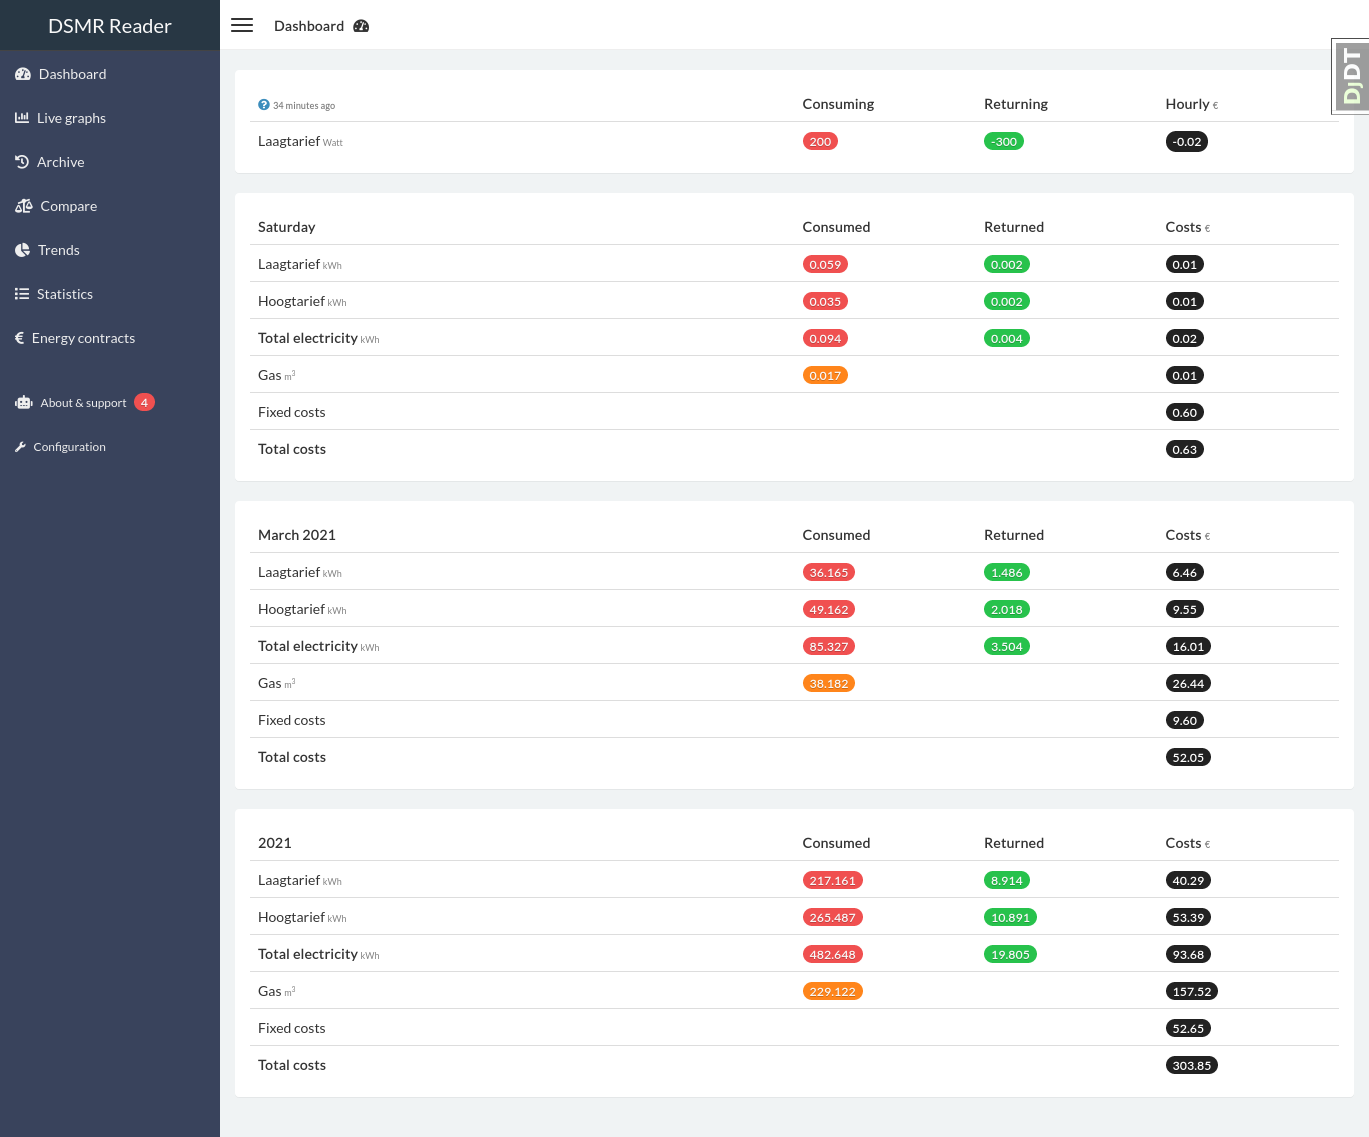 DSMR Reader
Dashboard
Dashboard
Live graphs
Archive
Compare
Trends
Statistics
€ Energy contracts
About & support 4
Configuration
DjDT
34 minutes ago Consuming Returning Hourly €
Laagtarief Watt 200 -300 -0.02
Saturday Consumed Returned Costs €
Laagtarief kWh 0.059 0.002 0.01
Hoogtarief kWh 0.035 0.002 0.01
Total electricity kWh 0.094 0.004 0.02
Gas m³ 0.017 0.01
Fixed costs 0.60
Total costs 0.63
March 2021 Consumed Returned Costs €
Laagtarief kWh 36.165 1.486 6.46
Hoogtarief kWh 49.162 2.018 9.55
Total electricity kWh 85.327 3.504 16.01
Gas m³ 38.182 26.44
Fixed costs 9.60
Total costs 52.05
2021 Consumed Returned Costs €
Laagtarief kWh 217.161 8.914 40.29
Hoogtarief kWh 265.487 10.891 53.39
Total electricity kWh 482.648 19.805 93.68
Gas m³ 229.122 157.52
Fixed costs 52.65
Total costs 303.85